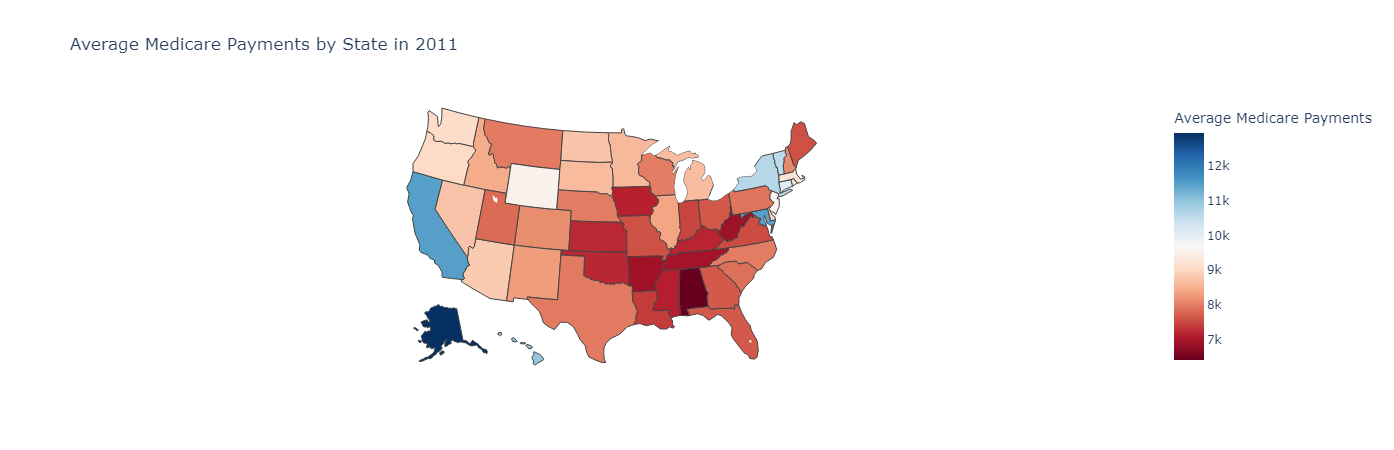 Average Medicare Payments by State in 2011
Average Medicare Payments
12k
11k
10k
9k
8k
7k